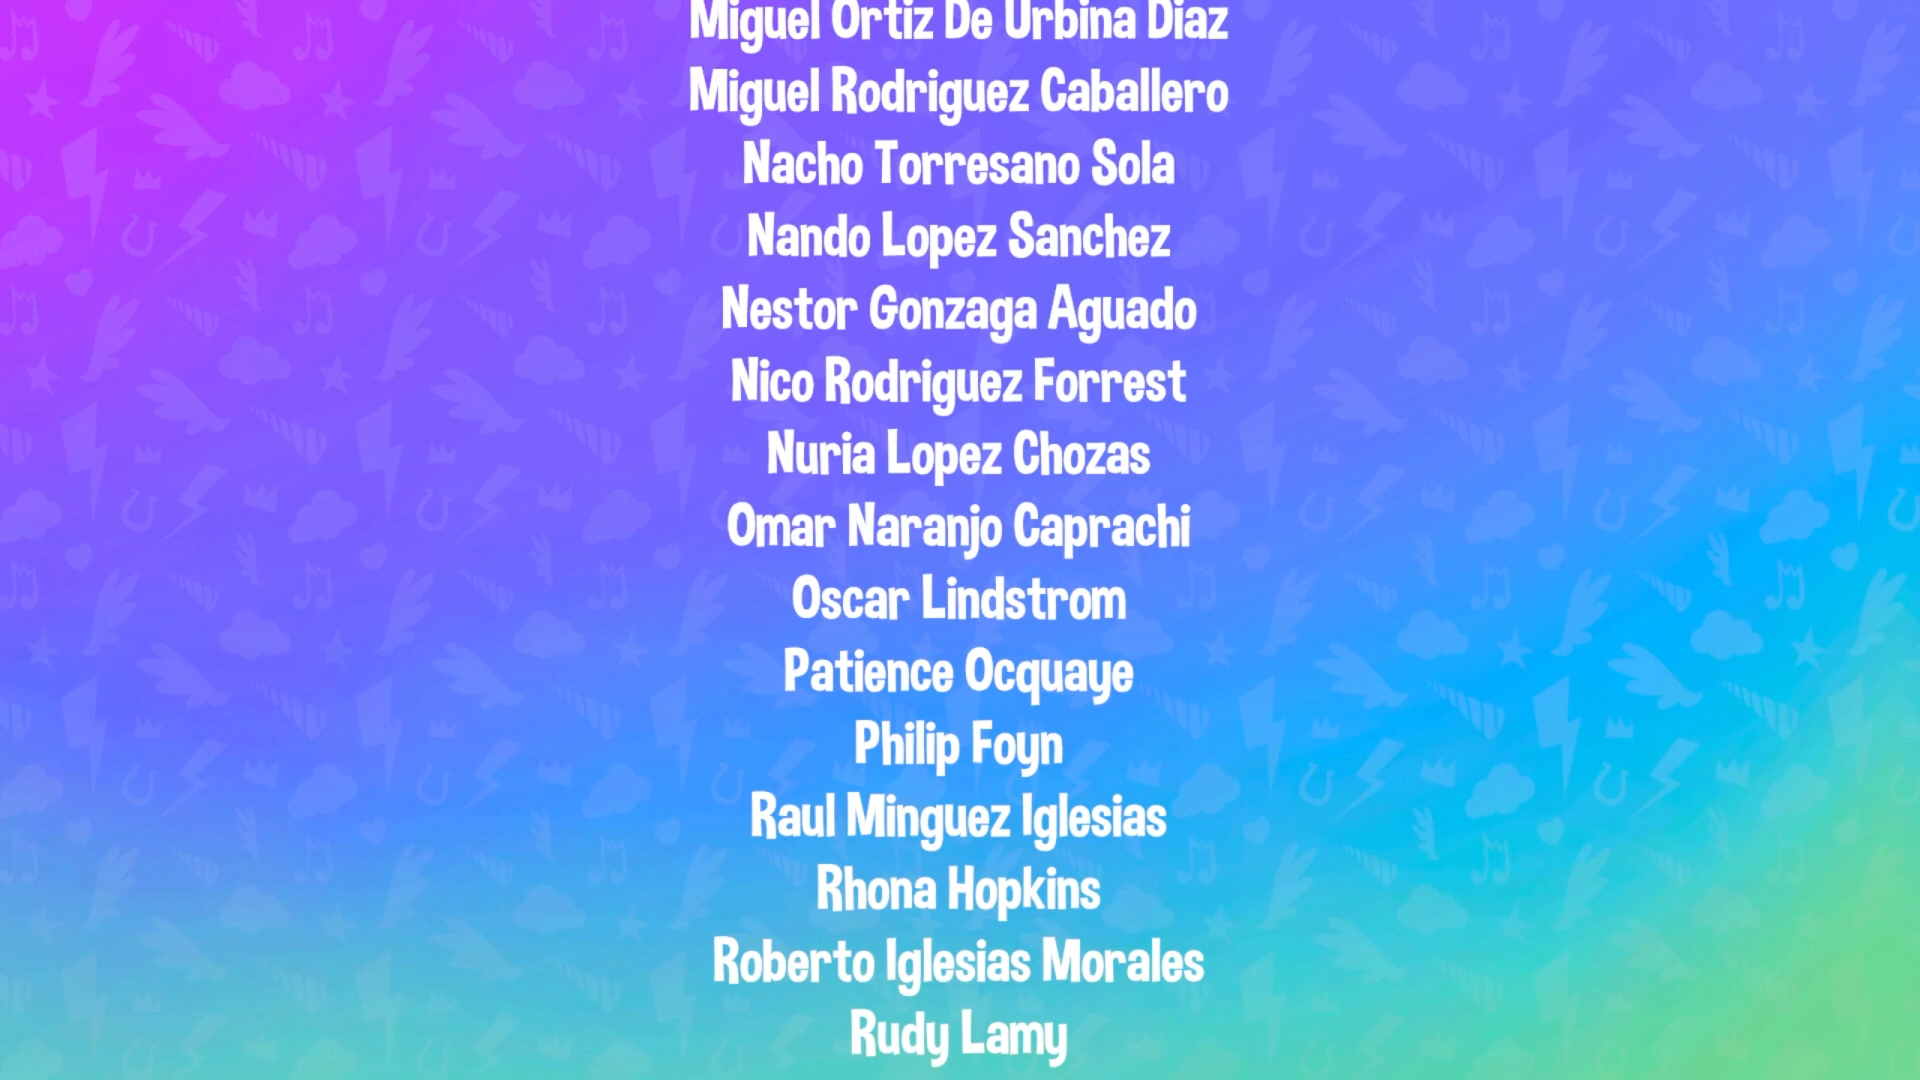 Miguel Ortiz De Urbina Diaz
Miguel Rodriguez Caballero
Nacho Torresano Sola
Nando Lopez Sanchez
Nestor Gonzaga Aguado
Nico Rodriguez Forrest
Nuria Lopez Chozas
Omar Naranjo Caprachi
Oscar Lindstrom
Patience Ocquaye
Philip Foyn
Raul Minguez Iglesias
Rhona Hopkins
Roberto Iglesias Morales
Rudy Lamy